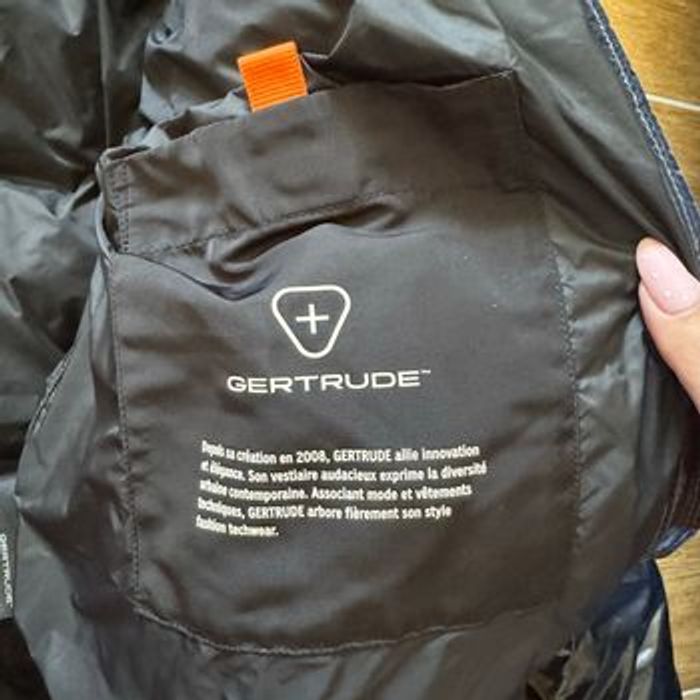 GERTRUDE™
Depuis sa création en 2008, GERTRUDE allie innovation
et élégance. Son vestiaire audacieux exprime la diversité
urbaine contemporaine. Associant mode et vêtements
techniques, GERTRUDE arbore fièrement son style
fashion techwear.
GERTRUDE™